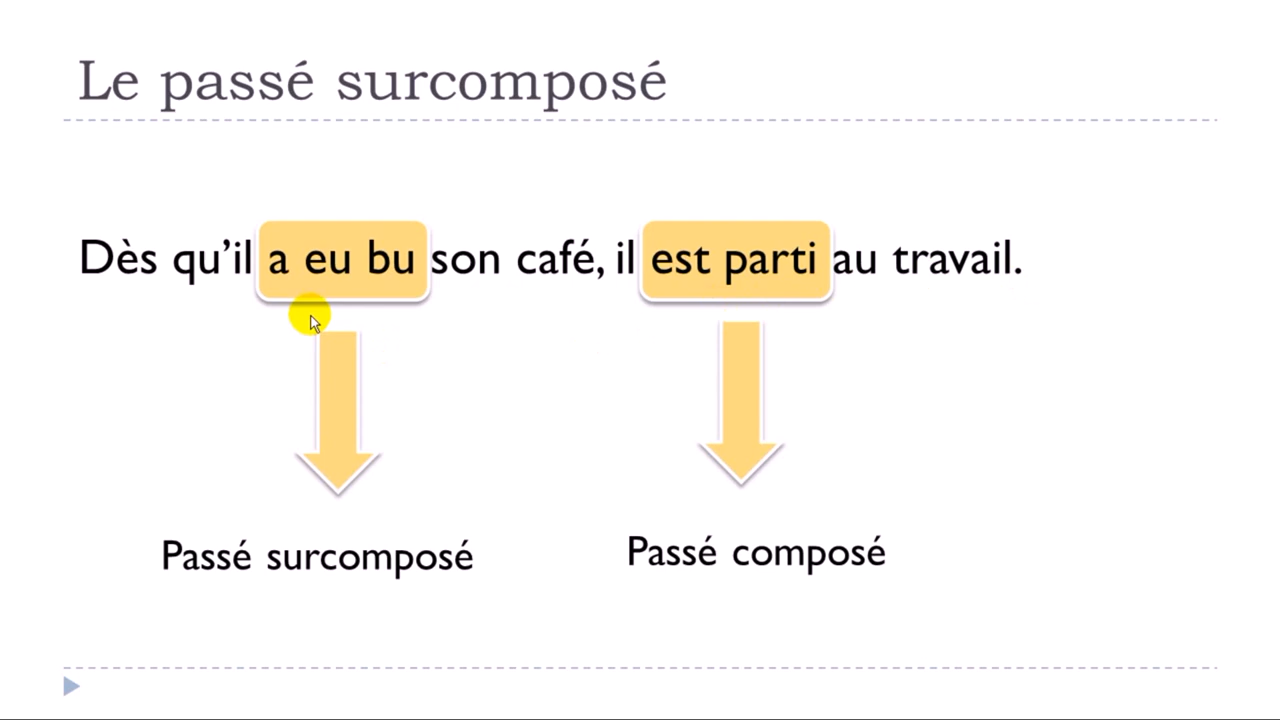 Le passé surcomposé
Dès qu’il a eu bu son café, il est parti au travail.
Passé surcomposé
Passé composé